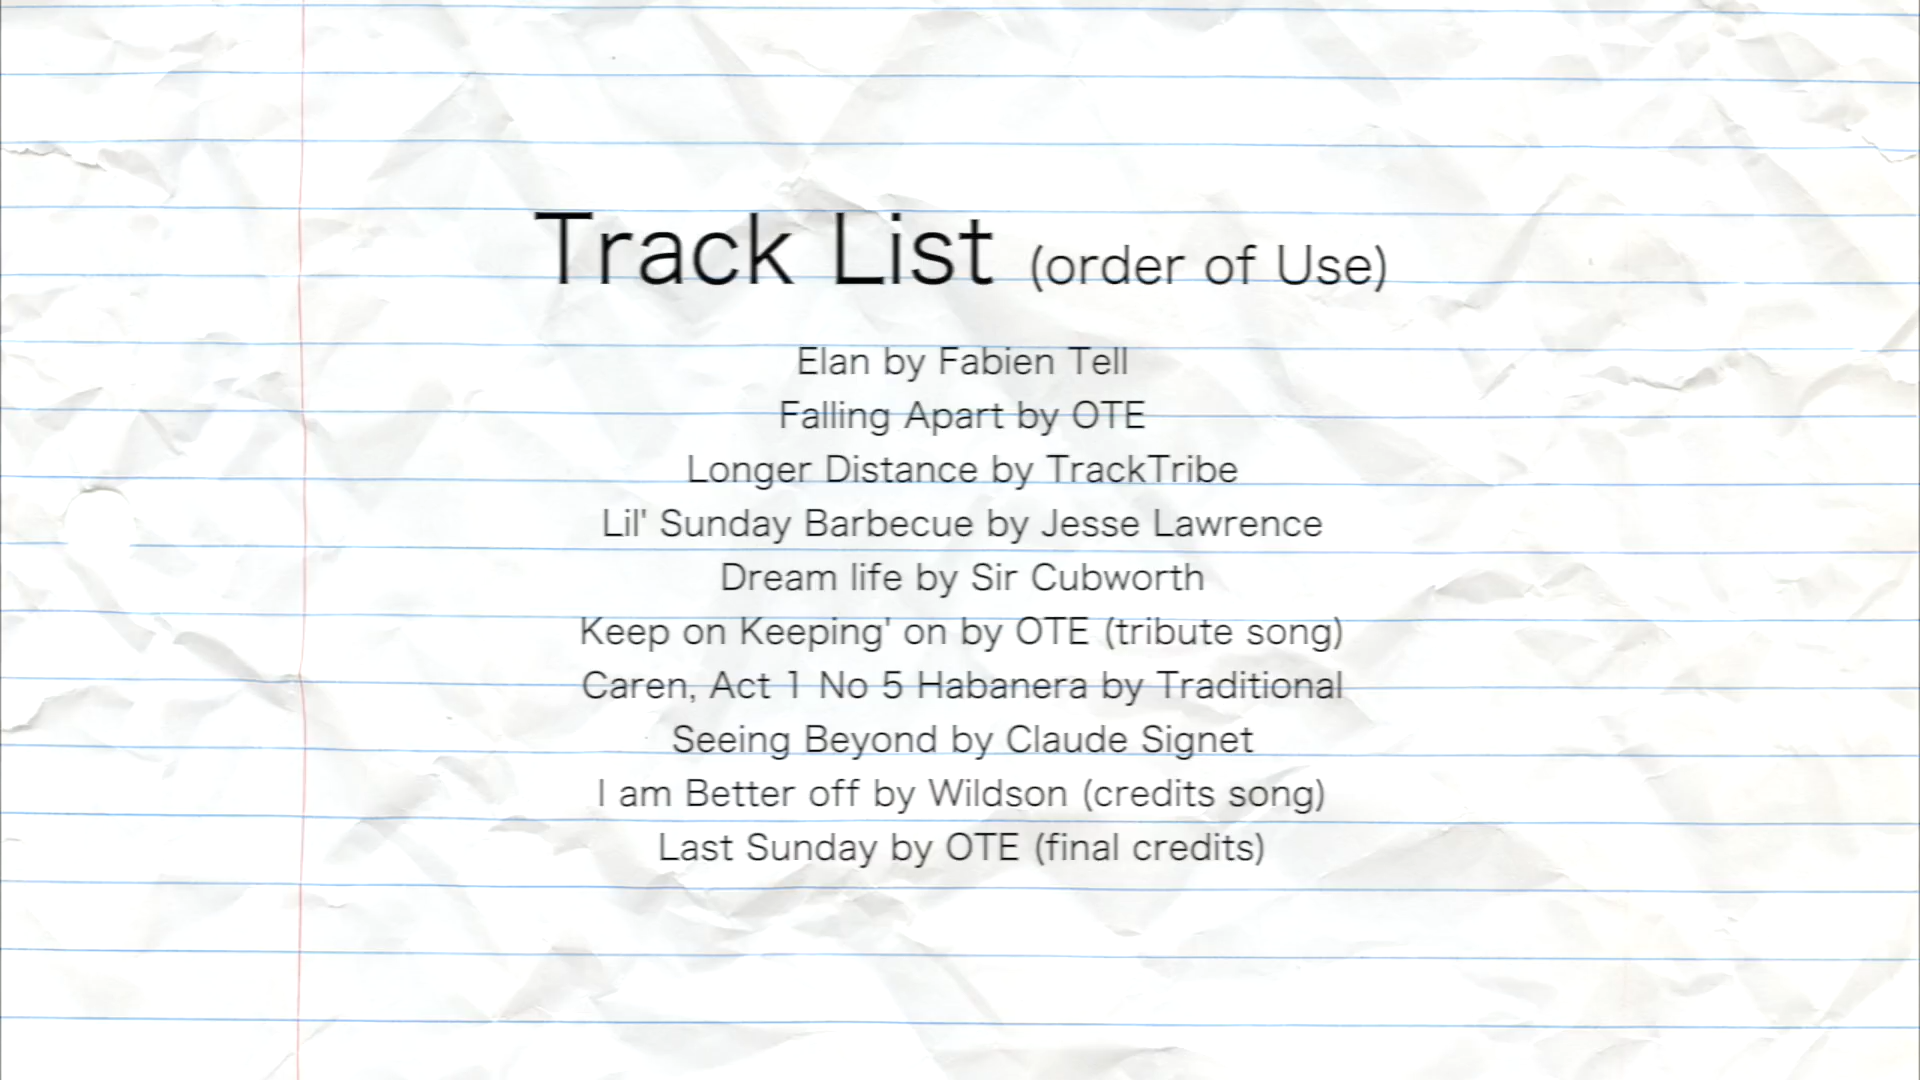 Track List (order of Use)
Elan by Fabien Tell
Falling Apart by OTE
Longer Distance by TrackTribe
Lil' Sunday Barbecue by Jesse Lawrence
Dream life by Sir Cubworth
Keep on Keeping' on by OTE (tribute song)
Caren, Act 1 No 5 Habanera by Traditional
Seeing Beyond by Claude Signet
I am Better off by Wildson (credits song)
Last Sunday by OTE (final credits)